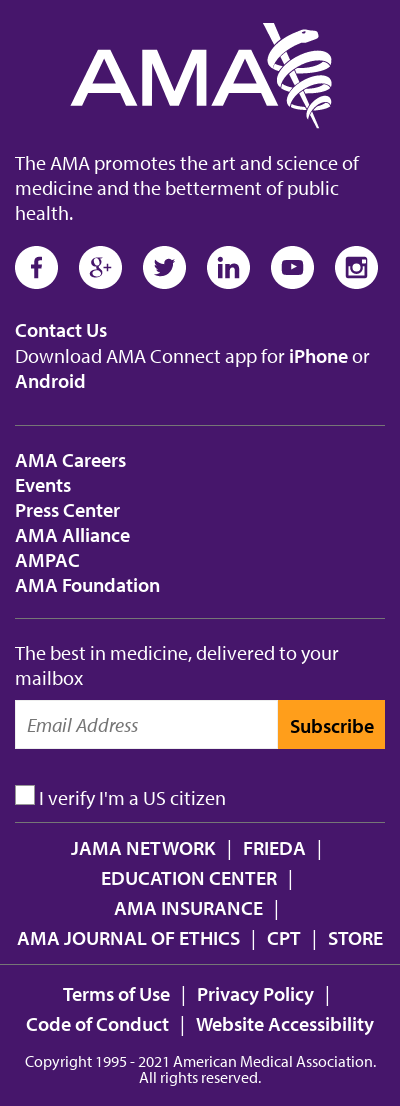 AMA
The AMA promotes the art and science of
medicine and the betterment of public
health.
Contact Us
Download AMA Connect app for iPhone or
Android
AMA Careers
Events
Press Center
AMA Alliance
AMPAC
AMA Foundation
The best in medicine, delivered to your
mailbox
Email Address
Subscribe
I verify I'm a US citizen
JAMA NETWORK | FRIEDA |
EDUCATION CENTER |
AMA INSURANCE |
AMA JOURNAL OF ETHICS | CPT | STORE
Terms of Use | Privacy Policy |
Code of Conduct | Website Accessibility
Copyright 1995 - 2021 American Medical Association.
All rights reserved.